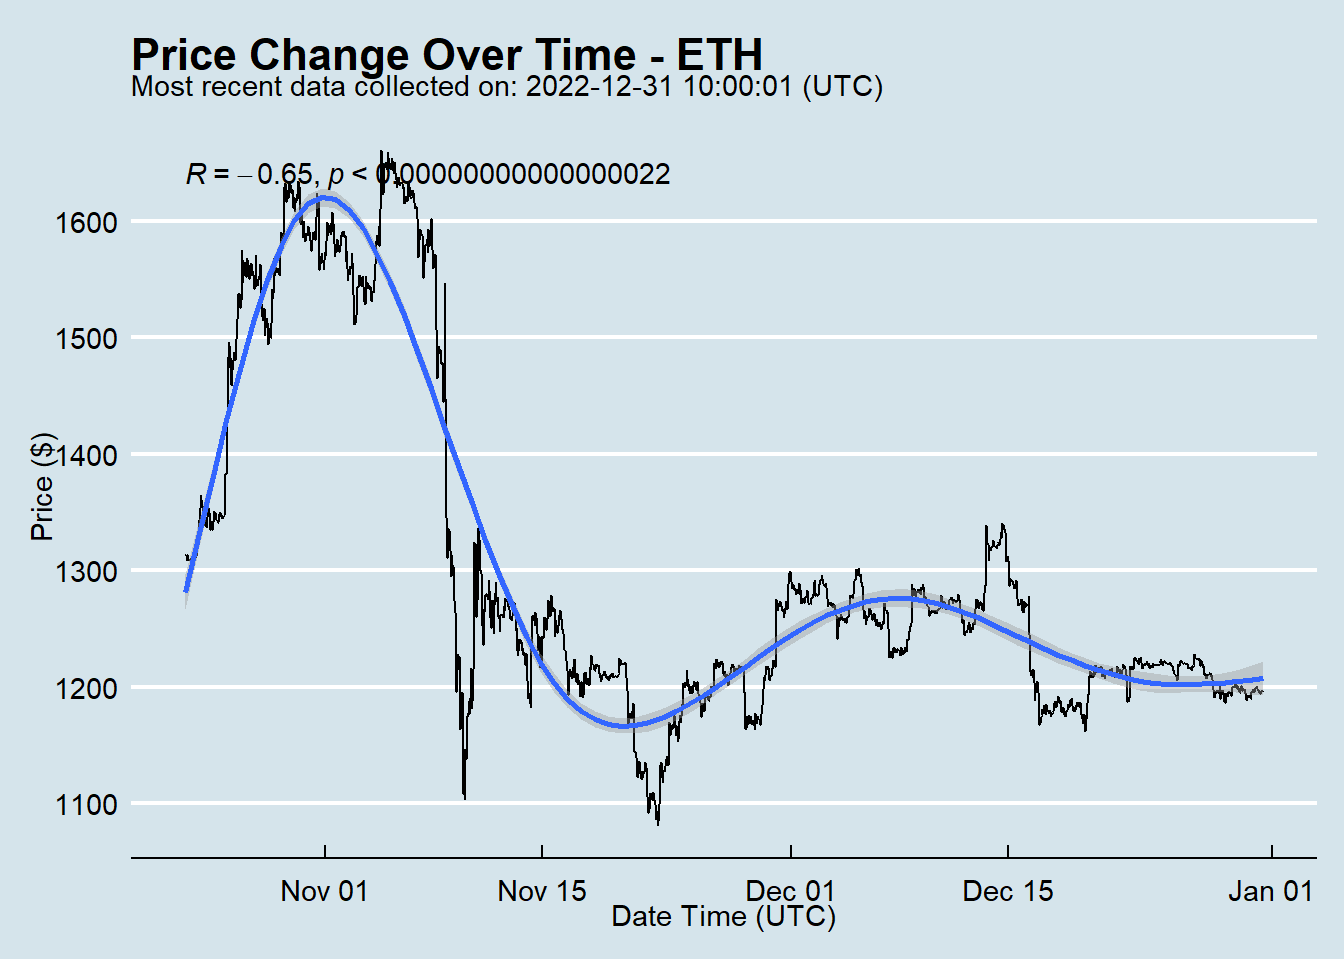 Price Change Over Time - ETH
Most recent data collected on: 2022-12-31 10:00:01 (UTC)
R = −0.65, p < 0.00000000000000022
1600
1500
1400
1300
1200
1100
Price ($)
Nov 01 Nov 15 Dec 01 Dec 15 Jan 01
Date Time (UTC)